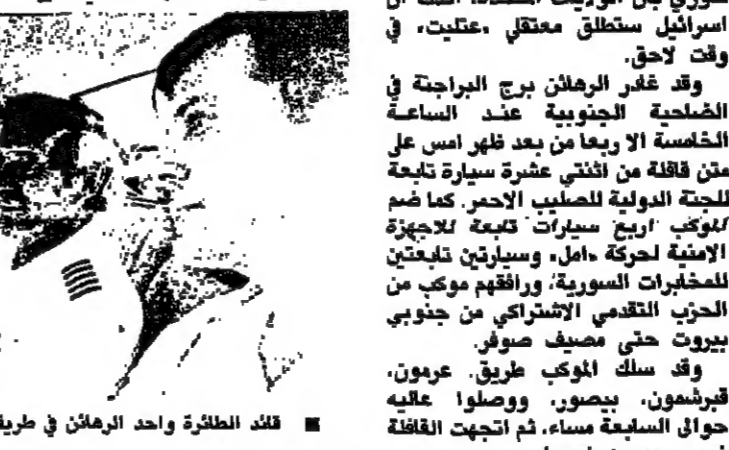 سوري بان الولايات المتحدة،
اسرائيل ستطلق معتقلي «عتليت» في
وقت لاحق.
وقد غادر الرهائن برج البراجنة في
الضاحية الجنوبية عند الساعة
الخامسة الا ربعا من بعد ظهر امس على
متن قافلة من اثنتي عشرة سيارة تابعة
للجنة الدولية للصليب الاحمر. كما ضم
الموكب اربع سيارات تابعة للاجهزة
الامنية لحركة «امل» وسيارتين تابعتين
للمخابرات السورية، ورافقهم موكب من
الحزب التقدمي الاشتراكي من جنوبي
بيروت حتى مصيف صوفر.
وقد سلك الموكب طريق. عرمون،
قبرشمون، بيصور، ووصلوا عاليه
حوالى السابعة مساء، ثم اتجهت القافلة
■ قائد الطائرة واحد الرهائن في طريق